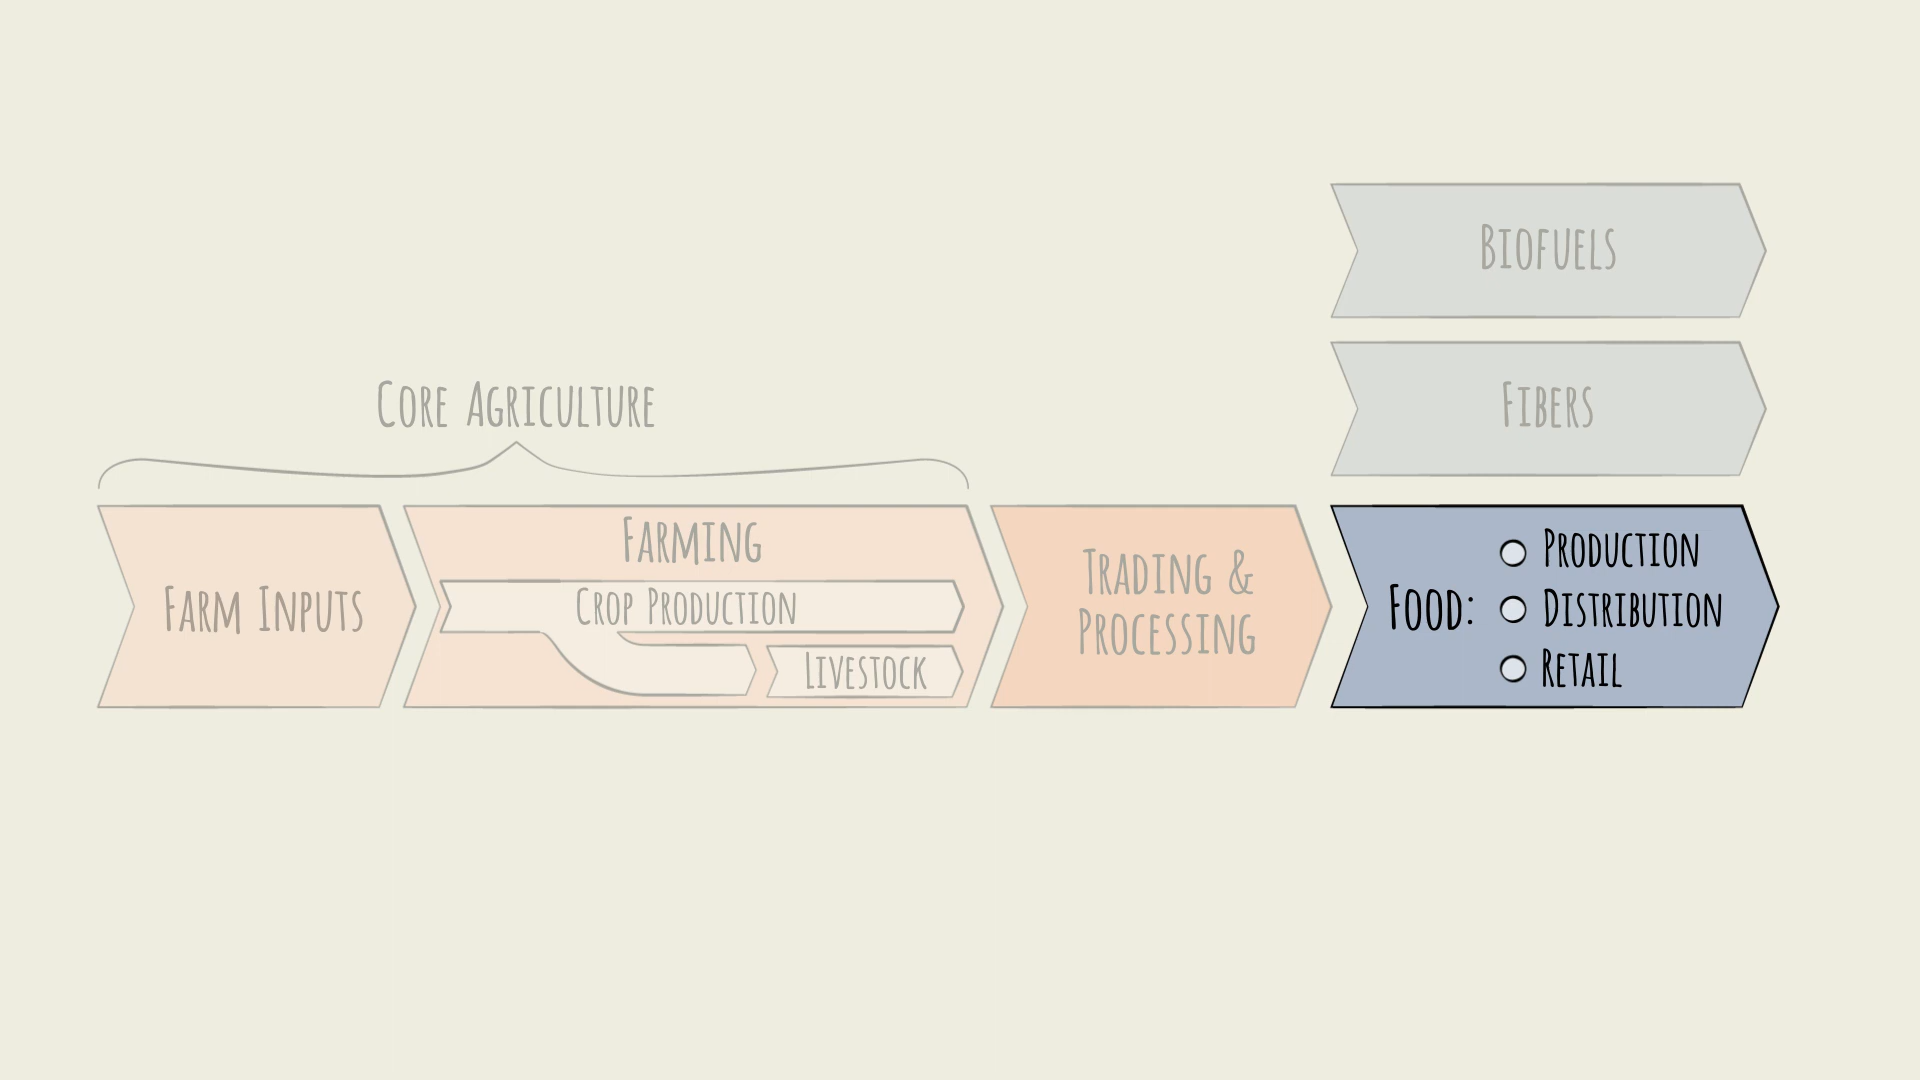 Biofuels
Fibers
Core Agriculture
Farm Inputs
Farming
Crop Production
Livestock
Trading &
Processing
Food:
Production
Distribution
Retail